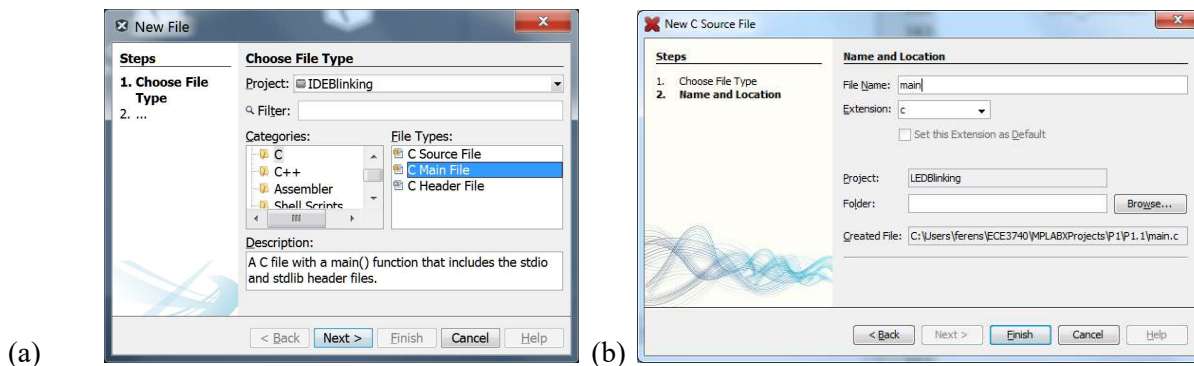 New File
Steps
1. Choose File
Type
2. ...
Choose File Type
Project: IDEBlinking
Filter:
Categories:
C
C++
Assembler
Shell Scripts
File Types:
C Source File
C Main File
C Header File
Description:
A C file with a main() function that includes the stdio
and stdlib header files.
< Back Next > Finish Cancel Help
(a)
New C Source File
Steps
1. Choose File Type
2. Name and Location
Name and Location
File Name: main
Extension: c
Set this Extension as Default
Project: LEDBlinking
Folder: Browse...
Created File: C:\Users\ferens\ECE3740\MPLABXProjects\P1\P1.1\main.c
< Back Next > Finish Cancel Help
(b)